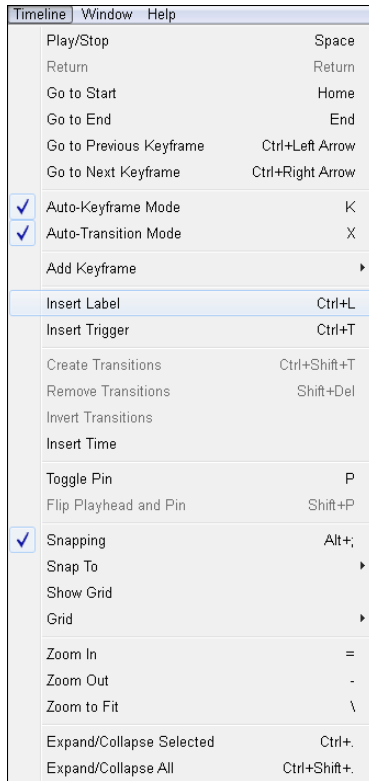 Timeline Window Help
Play/Stop Space
Return Return
Go to Start Home
Go to End End
Go to Previous Keyframe Ctrl+Left Arrow
Go to Next Keyframe Ctrl+Right Arrow
Auto-Keyframe Mode K
Auto-Transition Mode X
Add Keyframe
Insert Label Ctrl+L
Insert Trigger Ctrl+T
Create Transitions Ctrl+Shift+T
Remove Transitions Shift+Del
Invert Transitions
Insert Time
Toggle Pin P
Flip Playhead and Pin Shift+P
Snapping Alt+;
Snap To
Show Grid
Grid
Zoom In =
Zoom Out -
Zoom to Fit \
Expand/Collapse Selected Ctrl+.
Expand/Collapse All Ctrl+Shift+.